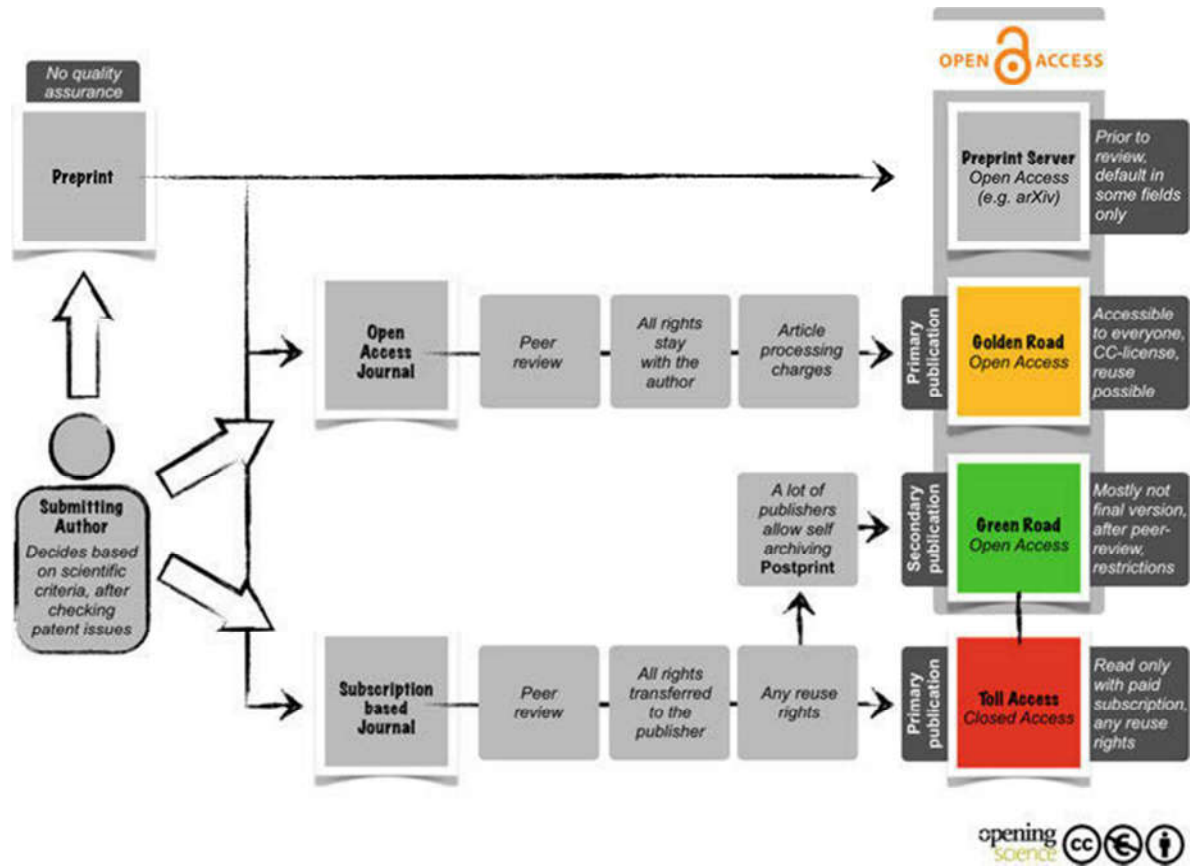 No quality
assurance
Preprint
OPEN ACCESS
Preprint Server
Open Access
(e.g. arXiv)
Prior to
review,
default in
some fields
only
Open
Access
Journal
Peer
review
All rights
stay
with the
author
Article
processing
charges
Primary
publication
Golden Road
Open Access
Accessible
to everyone,
CC-license,
reuse
possible
Submitting
Author
Decides based
on scientific
criteria, after
checking
patent issues
A lot of
publishers
allow self
archiving
Postprint
Secondary
publication
Green Road
Open Access
Mostly not
final version,
after peer-
review,
restrictions
Subscription
based
Journal
Peer
review
All rights
transferred
to the
publisher
Any reuse
rights
Primary
publication
Toll Access
Closed Access
Read only
with paid
subscription,
any reuse
rights
opening
science
cc